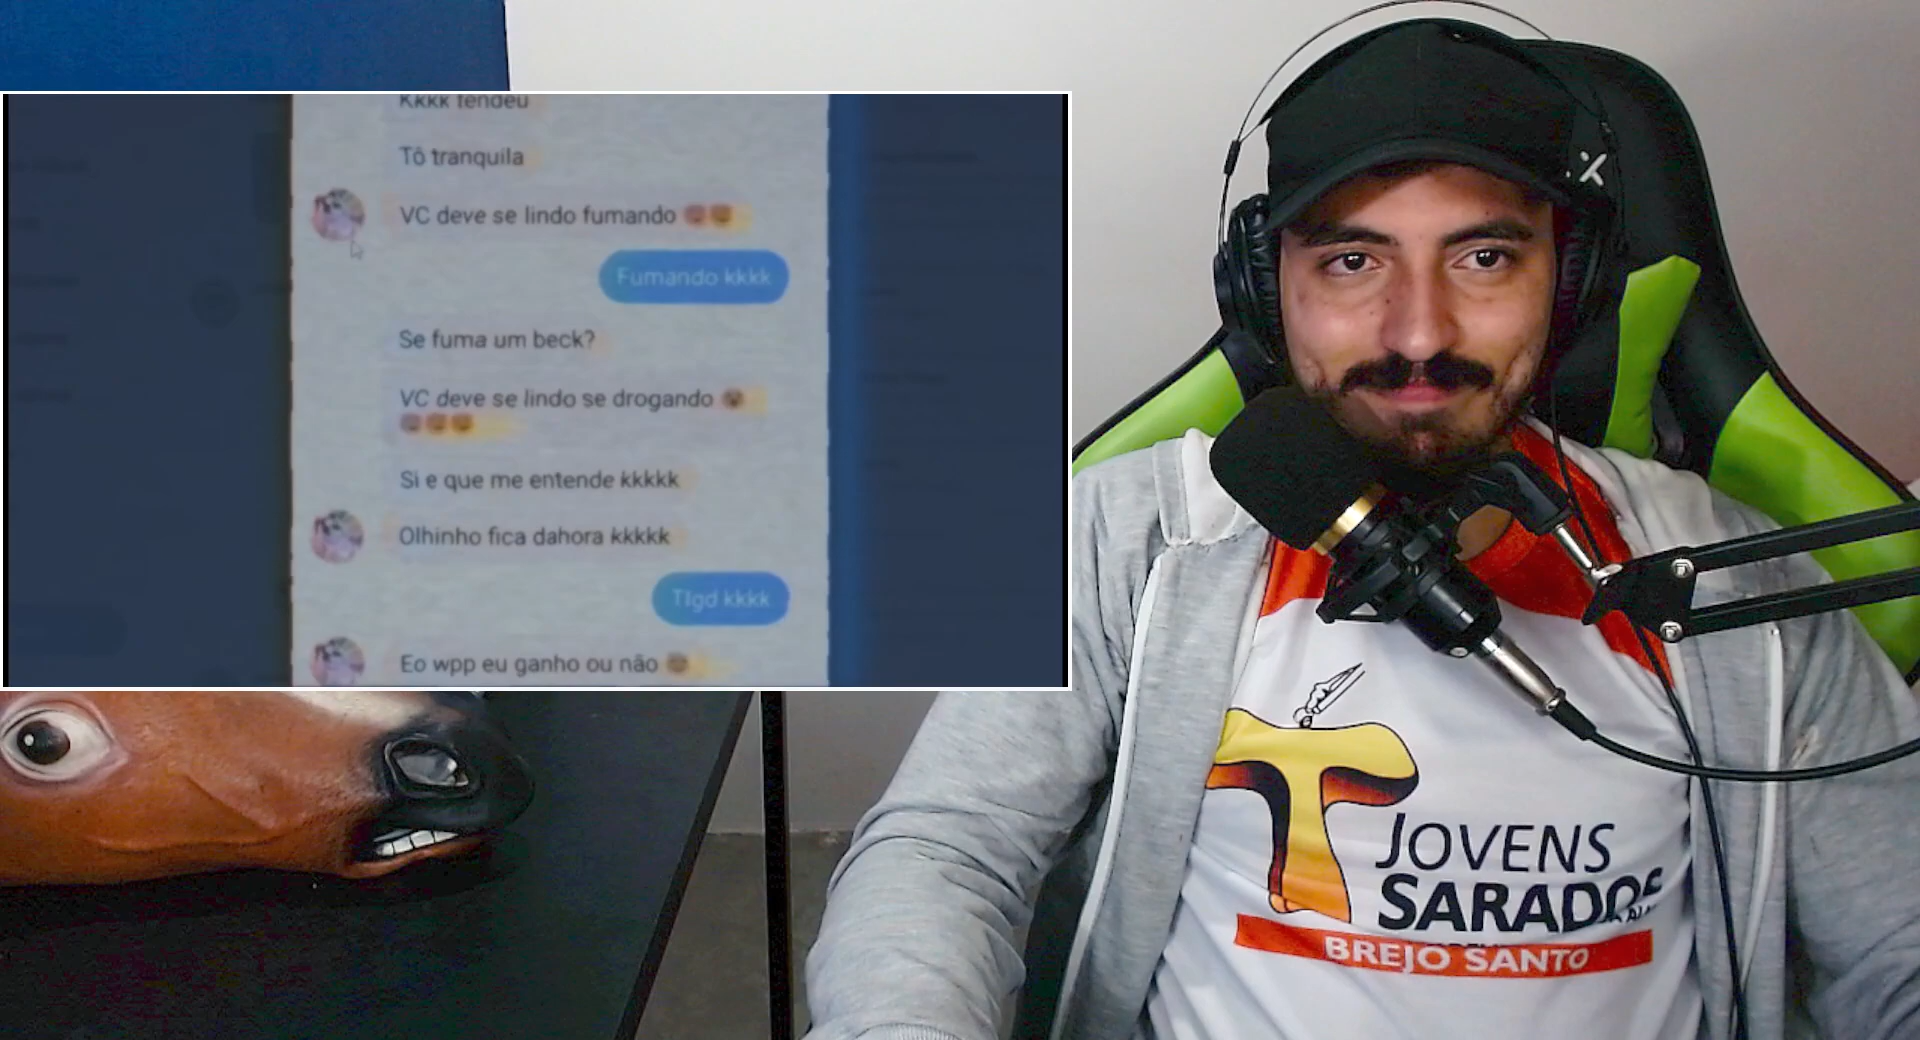 Kkkk tendeu
Tô tranquila
VC deve se lindo fumando
Fumando kkkk
Se fuma um beck?
VC deve se lindo se drogando
Si e que me entende kkkkk
Olhinho fica dahora kkkkk
Tlgd kkkk
Eo wpp eu ganho ou não
JOVENS
SARADOS
BREJO SANTO